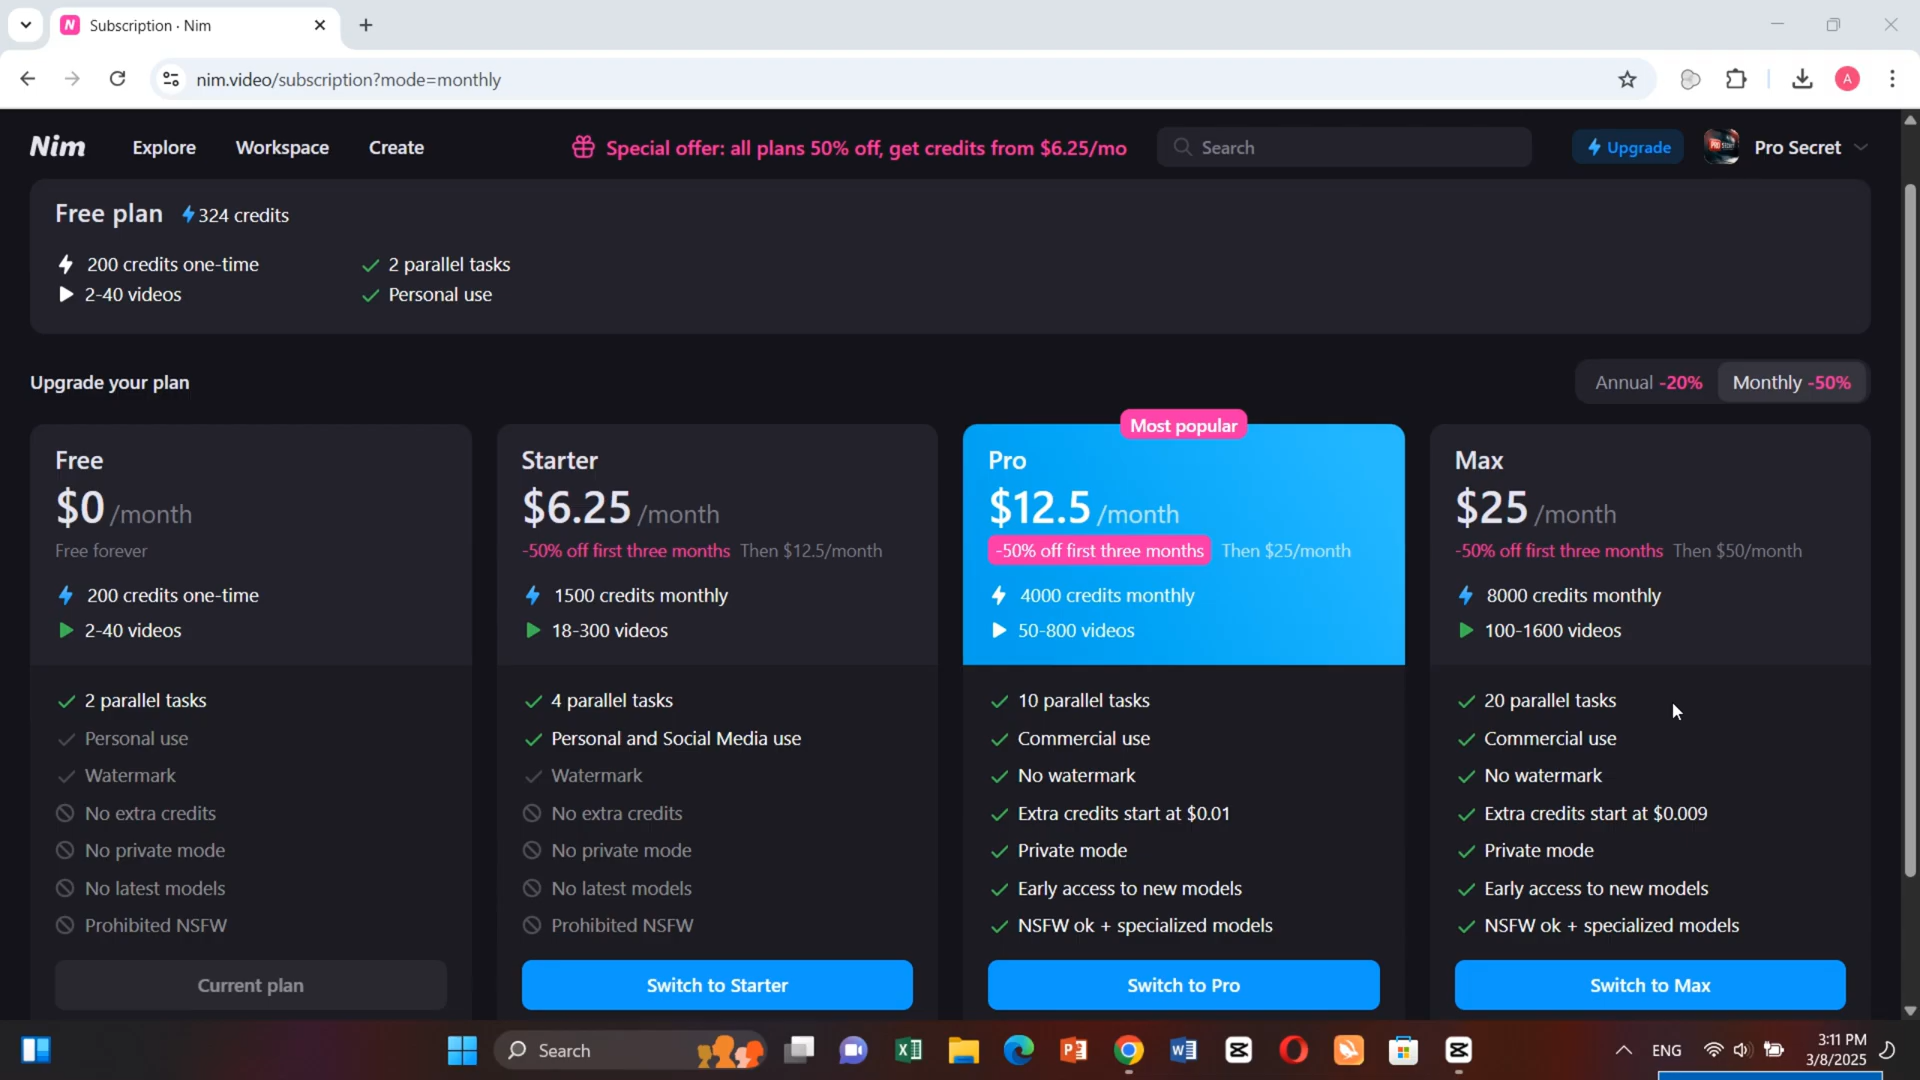 Subscription · Nim
nim.video/subscription?mode=monthly
A
Nim
Explore
Workspace
Create
Special offer: all plans 50% off, get credits from $6.25/mo
Search
Upgrade
Pro Secret
Free plan
324 credits
200 credits one-time
2 parallel tasks
2-40 videos
Personal use
Upgrade your plan
Annual -20%
Monthly -50%
Free
$0 /month
Free forever
200 credits one-time
2-40 videos
2 parallel tasks
Personal use
Watermark
No extra credits
No private mode
No latest models
Prohibited NSFW
Current plan
Starter
$6.25 /month
-50% off first three months Then $12.5/month
1500 credits monthly
18-300 videos
4 parallel tasks
Personal and Social Media use
Watermark
No extra credits
No private mode
No latest models
Prohibited NSFW
Switch to Starter
Most popular
Pro
$12.5 /month
-50% off first three months Then $25/month
4000 credits monthly
50-800 videos
10 parallel tasks
Commercial use
No watermark
Extra credits start at $0.01
Private mode
Early access to new models
NSFW ok + specialized models
Switch to Pro
Max
$25 /month
-50% off first three months Then $50/month
8000 credits monthly
100-1600 videos
20 parallel tasks
Commercial use
No watermark
Extra credits start at $0.009
Private mode
Early access to new models
NSFW ok + specialized models
Switch to Max
Search
ENG
3:11 PM
3/8/2025